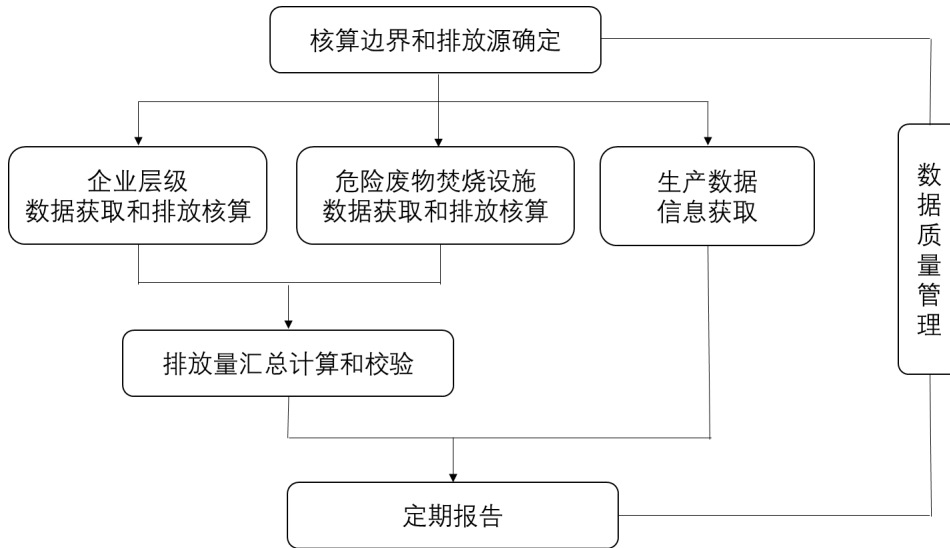 核算边界和排放源确定
企业层级
数据获取和排放核算
危险废物焚烧设施
数据获取和排放核算
生产数据
信息获取
数据质量管理
排放量汇总计算和校验
定期报告